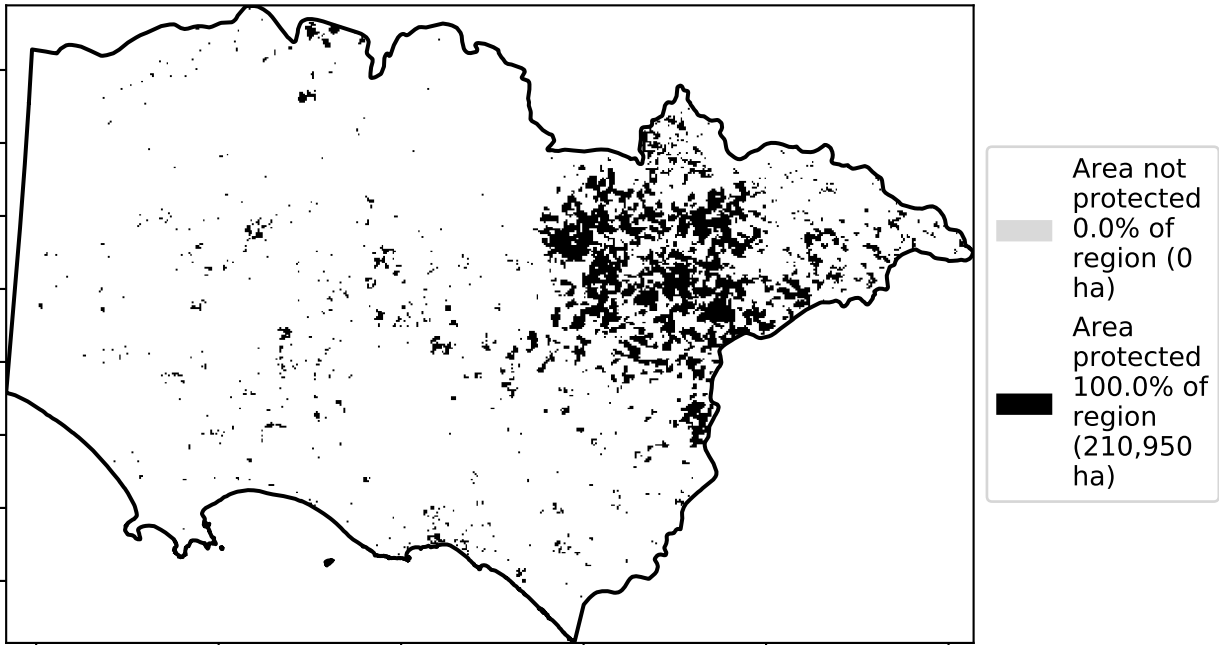 Area not
protected
0.0% of
region (0
ha)
Area
protected
100.0% of
region
(210,950
ha)